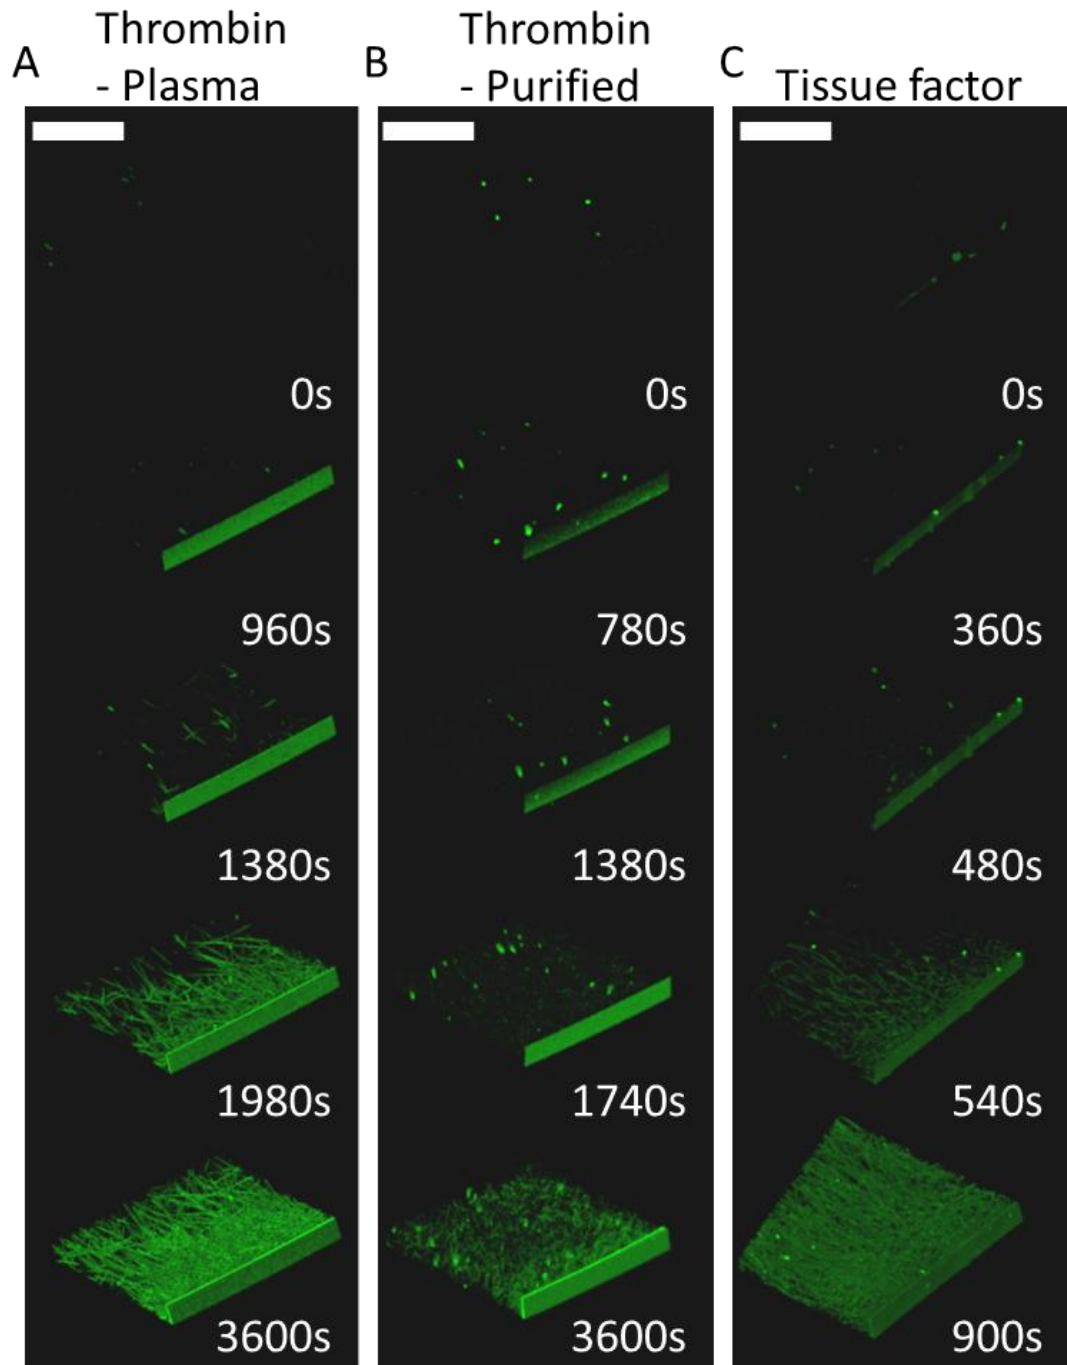 A
Thrombin
- Plasma
B
Thrombin
- Purified
C
Tissue factor
0s
0s
0s
960s
780s
360s
1380s
1380s
480s
1980s
1740s
540s
3600s
3600s
900s